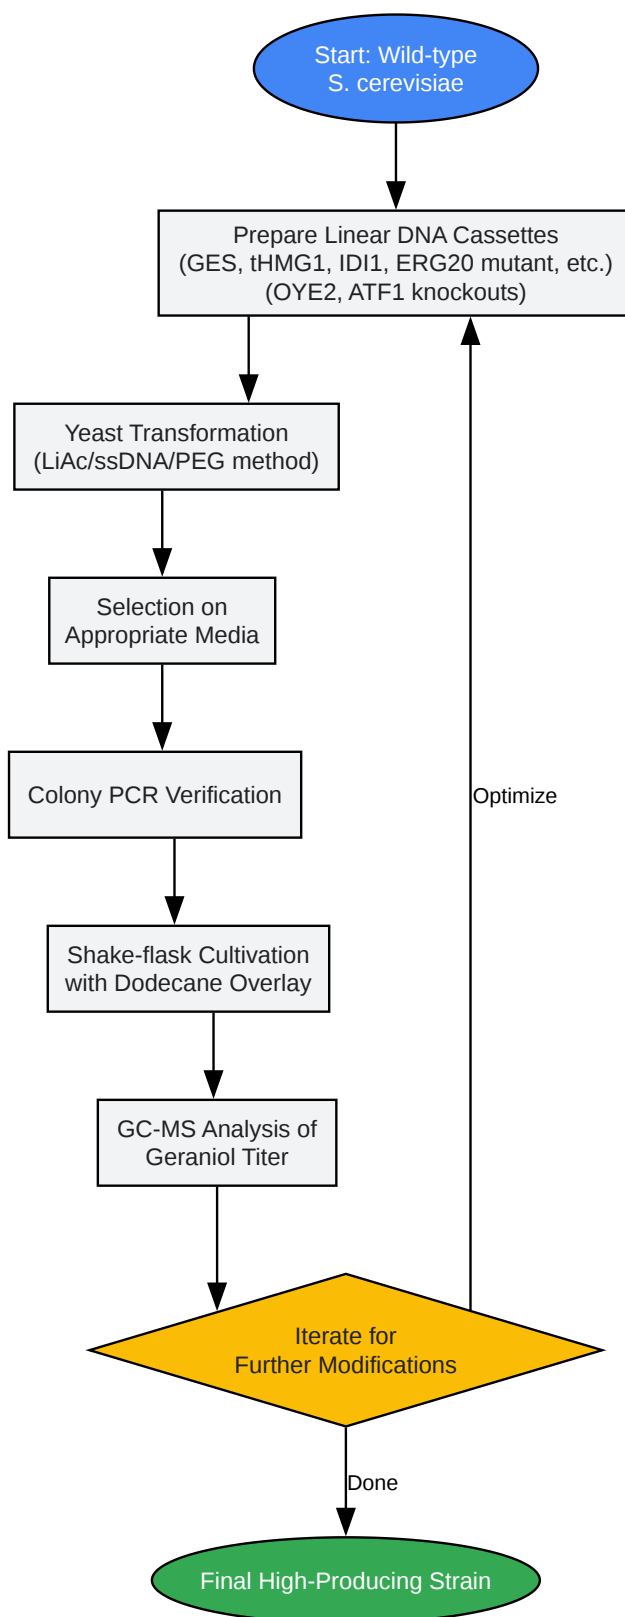 Start: Wild-type
S. cerevisiae
Prepare Linear DNA Cassettes
(GES, tHMG1, IDI1, ERG20 mutant, etc.)
(OYE2, ATF1 knockouts)
Yeast Transformation
(LiAc/ssDNA/PEG method)
Selection on
Appropriate Media
Colony PCR Verification
Optimize
Shake-flask Cultivation
with Dodecane Overlay
GC-MS Analysis of
Geraniol Titer
Iterate for
Further Modifications
Done
Final High-Producing Strain